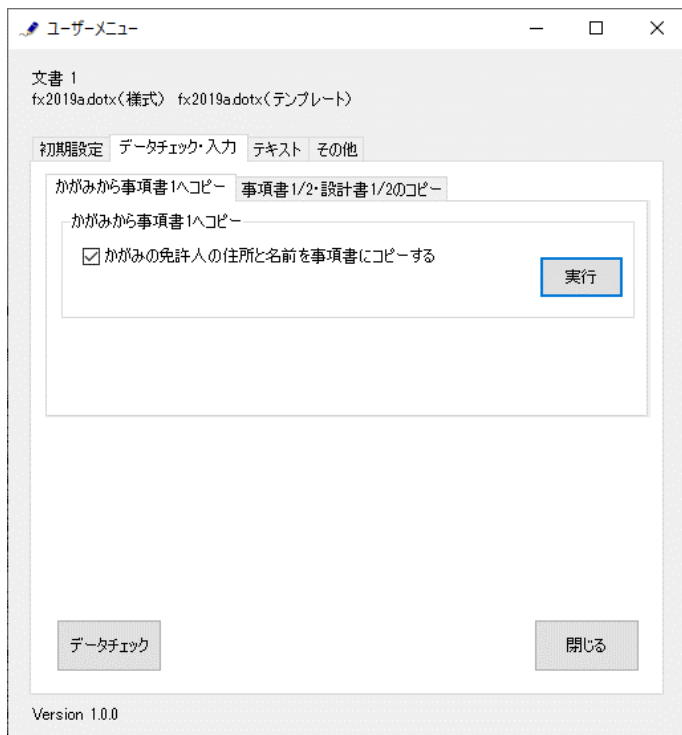 ユーザーメニュー
文書 1
fx2019a.dotx(様式) fx2019a.dotx(テンプレート)
初期設定 データチェック・入力 テキスト その他
かがみから事項書1へコピー 事項書1/2・設計書1/2のコピー
かがみから事項書1へコピー
かがみの免許人の住所と名前を事項書にコピーする
実行
データチェック 閉じる
Version 1.0.0